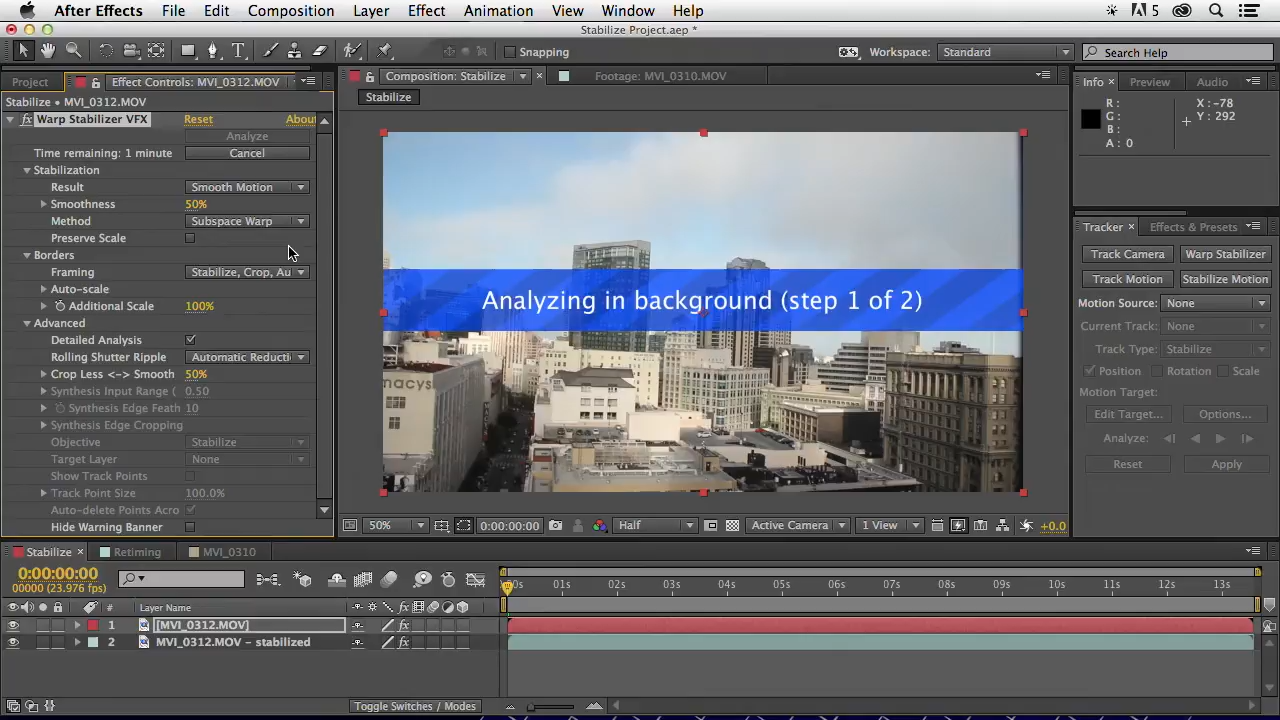 After Effects File Edit Composition Layer Effect Animation View Window Help 5
Stabilize Project.aep *
Snapping Workspace: Standard Search Help
Project Effect Controls: MVI_0312.MOV
Stabilize • MVI_0312.MOV
fx Warp Stabilizer VFX Reset About
Analyze
Time remaining: 1 minute Cancel
Stabilization
Result Smooth Motion
Smoothness 50%
Method Subspace Warp
Preserve Scale
Borders
Framing Stabilize, Crop, Au
Auto-scale
Additional Scale 100%
Advanced
Detailed Analysis
Rolling Shutter Ripple Automatic Reducti
Crop Less <-> Smooth 50%
Synthesis Input Range ( 0.50
Synthesis Edge Feath 10
Synthesis Edge Cropping
Objective Stabilize
Target Layer None
Show Track Points
Track Point Size 100.0%
Auto-delete Points Acro
Hide Warning Banner
Composition: Stabilize Footage: MVI_0310.MOV
Stabilize
Analyzing in background (step 1 of 2)
macys
50% 0:00:00:00 Half Active Camera 1 View +0.0
Info Preview Audio
R: X: -78
G: Y: 292
B:
A: 0
Tracker Effects & Presets
Track Camera Warp Stabilizer
Track Motion Stabilize Motion
Motion Source: None
Current Track: None
Track Type: Stabilize
Position Rotation Scale
Motion Target:
Edit Target... Options...
Analyze:
Reset Apply
Stabilize Retiming MVI_0310
0:00:00:00
00000 (23.976 fps)
0s 01s 02s 03s 04s 05s 06s 07s 08s 09s 10s 11s 12s 13s
# Layer Name fx
1 [MVI_0312.MOV] fx
2 MVI_0312.MOV - stabilized fx
Toggle Switches / Modes